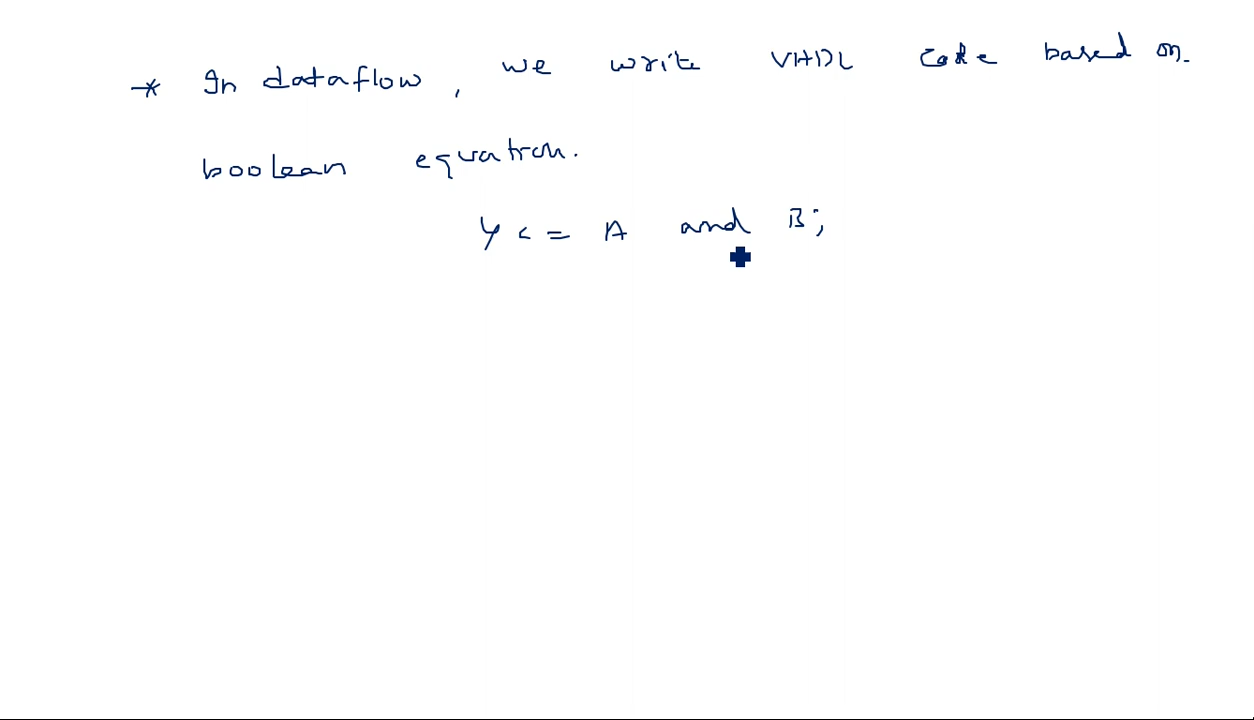 * In dataflow, we write VHDL code based on
boolean equation.
Y <= A and B;